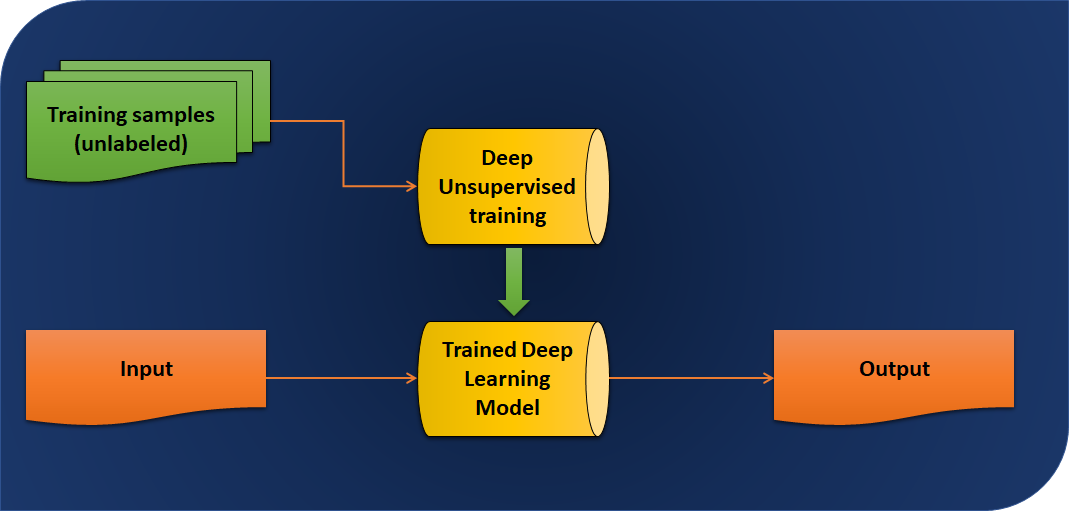 Training samples
(unlabeled)
Deep
Unsupervised
training
Input
Trained Deep
Learning
Model
Output